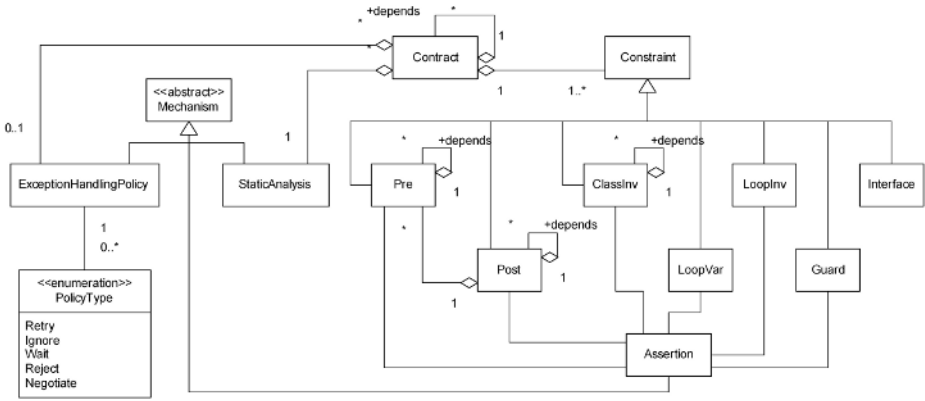 +depends
*
*
*
1
Contract
Constraint
1
1..*
<<abstract>>
Mechanism
0..1
1
*
+depends
*
+depends
ExceptionHandlingPolicy
StaticAnalysis
Pre
1
ClassInv
1
LoopInv
Interface
1
0..*
*
*
+depends
Post
1
1
LoopVar
Guard
<<enumeration>>
PolicyType
Retry
Ignore
Wait
Reject
Negotiate
Assertion